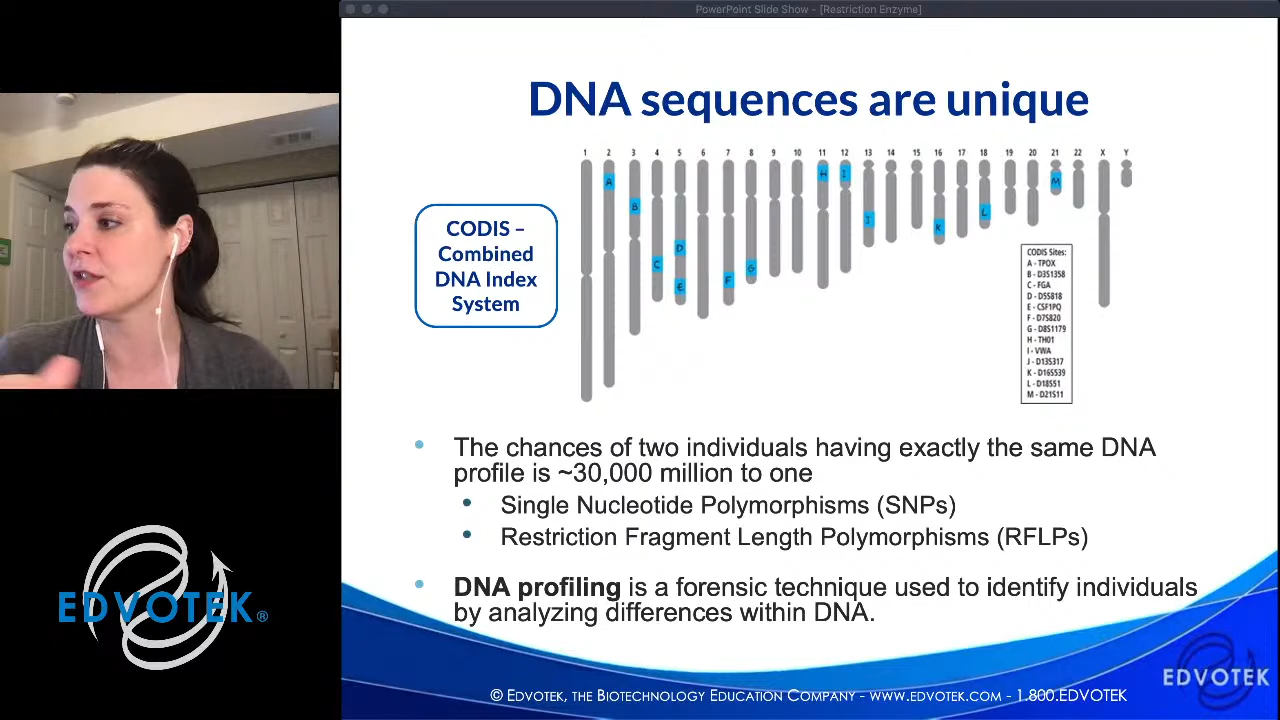 PowerPoint Slide Show - [Restriction Enzyme]
DNA sequences are unique
1 2 3 4 5 6 7 8 9 10 11 12 13 14 15 16 17 18 19 20 21 22 X Y
A
B
C
D
E
F
G
H
I
I
K
L
M
CODIS –
Combined
DNA Index
System
CODIS Sites:
A - TPOX
B - D3S1358
C - FGA
D - D5S818
E - CSF1PQ
F - D7S820
G - D8S1179
H - TH01
I - VWA
J - D13S317
K - D16S539
L - D18S51
M - D21S11
• The chances of two individuals having exactly the same DNA
profile is ~30,000 million to one
• Single Nucleotide Polymorphisms (SNPs)
• Restriction Fragment Length Polymorphisms (RFLPs)
• DNA profiling is a forensic technique used to identify individuals
by analyzing differences within DNA.
EDVOTEK®
EDVOTEK
© EDVOTEK, THE BIOTECHNOLOGY EDUCATION COMPANY - WWW.EDVOTEK.COM - 1.800.EDVOTEK